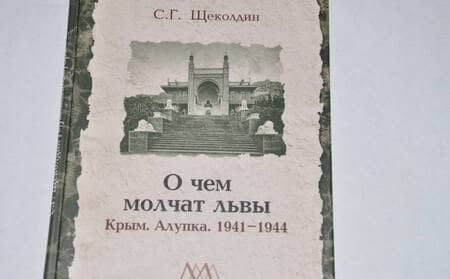 С.Г. Щеколдин
О чем
молчат львы
Крым. Алупка. 1941–1944